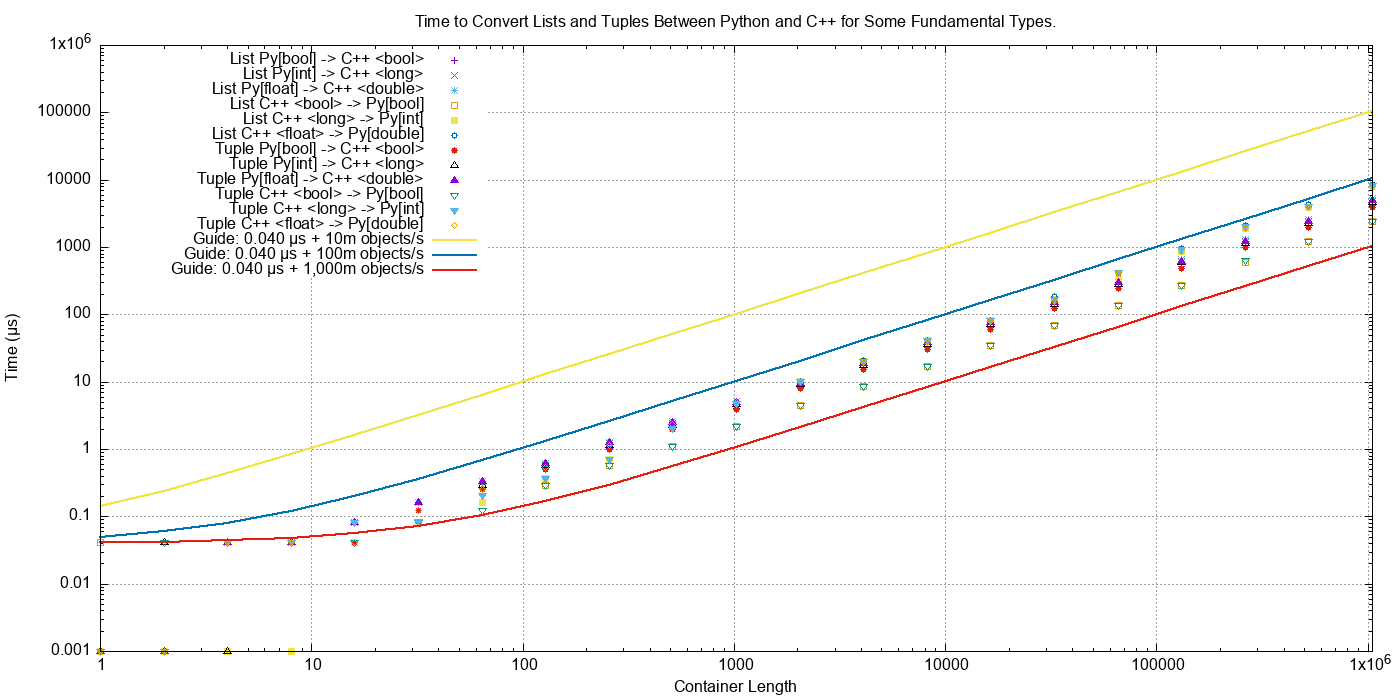 Time to Convert Lists and Tuples Between Python and C++ for Some Fundamental Types.
List Py[bool] -> C++ <bool>
List Py[int] -> C++ <long>
List Py[float] -> C++ <double>
List C++ <bool> -> Py[bool]
List C++ <long> -> Py[int]
List C++ <float> -> Py[double]
Tuple Py[bool] -> C++ <bool>
Tuple Py[int] -> C++ <long>
Tuple Py[float] -> C++ <double>
Tuple C++ <bool> -> Py[bool]
Tuple C++ <long> -> Py[int]
Tuple C++ <float> -> Py[double]
Guide: 0.040 µs + 10m objects/s
Guide: 0.040 µs + 100m objects/s
Guide: 0.040 µs + 1,000m objects/s
Time (µs)
1x10⁶
100000
10000
1000
100
10
1
0.1
0.01
0.001
1 10 100 1000 10000 100000 1x10⁶
Container Length